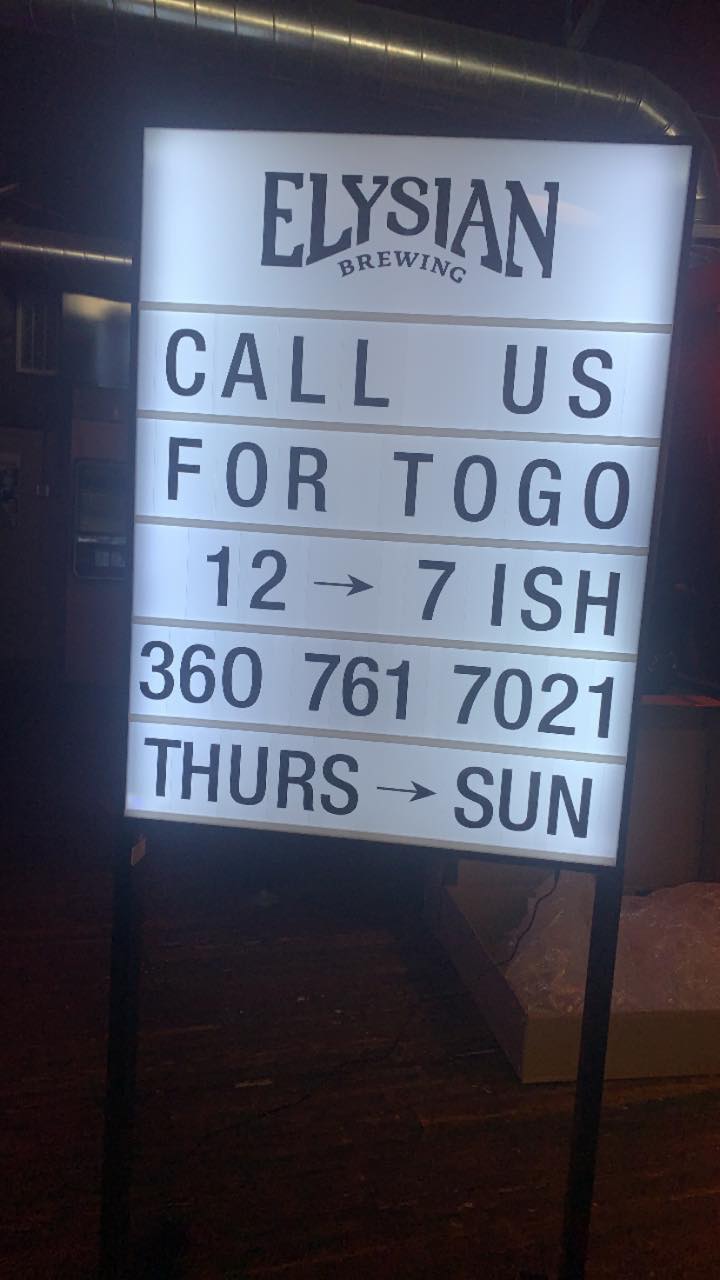 ELYSIAN
BREWING
CALL US
FOR TOGO
12 → 7 ISH
360 761 7021
THURS → SUN